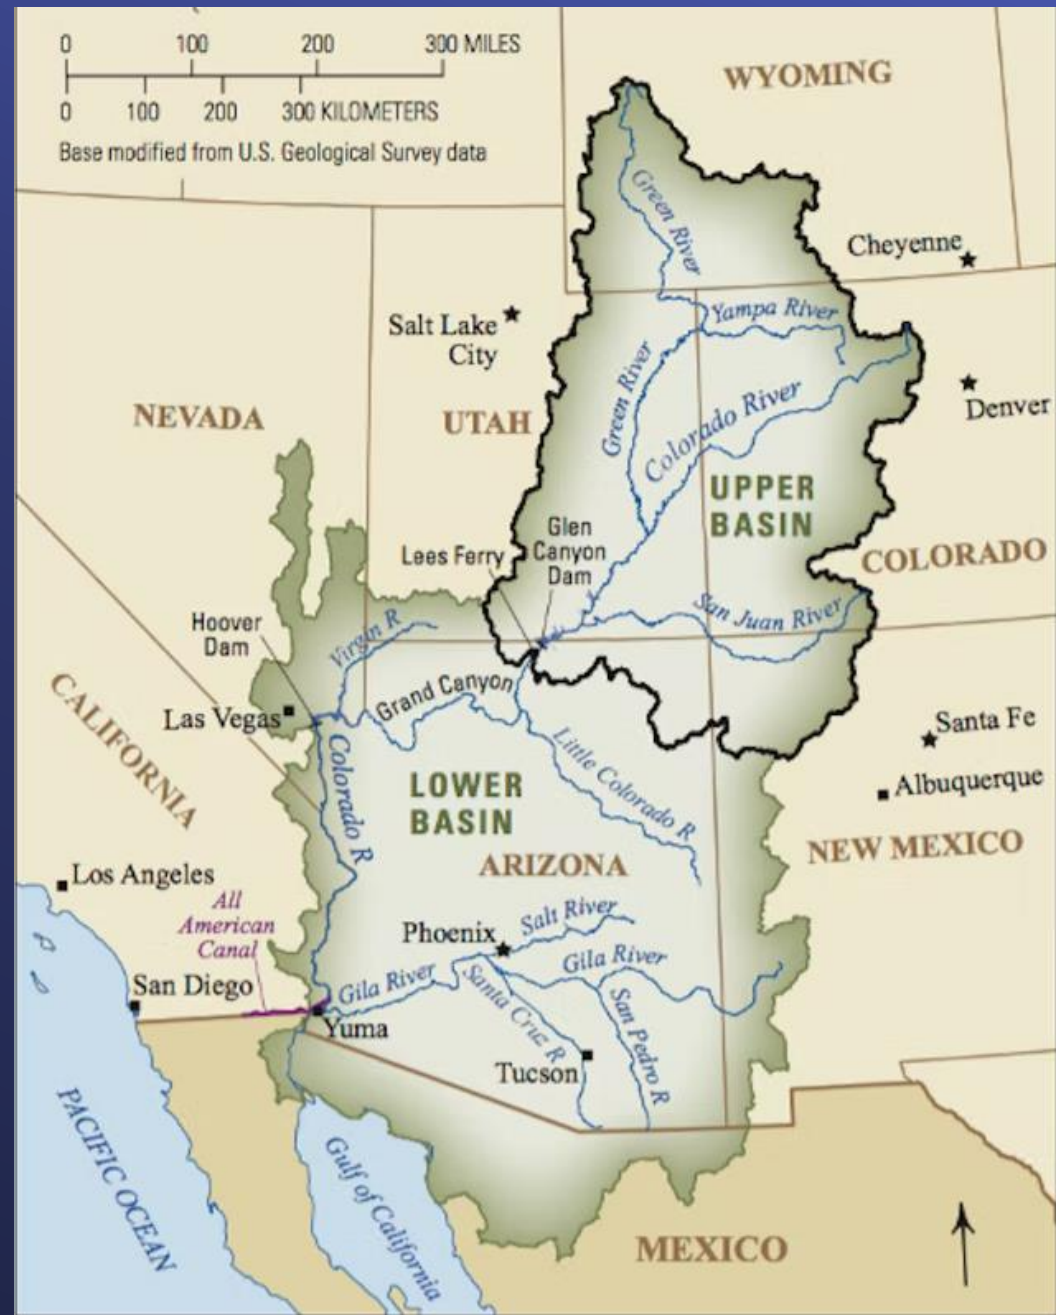 0 100 200 300 MILES
0 100 200 300 KILOMETERS
Base modified from U.S. Geological Survey data
WYOMING
Green River
Cheyenne
Yampa River
Salt Lake
City
Green River
Colorado River
Denver
NEVADA
UTAH
UPPER
BASIN
Glen
Canyon
Dam
Lees Ferry
COLORADO
San Juan River
Hoover
Dam
Virgin R
Grand Canyon
CALIFORNIA
Las Vegas
Santa Fe
Colorado R
Little Colorado R
Albuquerque
LOWER
BASIN
ARIZONA
NEW MEXICO
Los Angeles
All
American
Canal
Phoenix
Salt River
Gila River
San Diego
Gila River
Santa Cruz R
San Pedro R
Yuma
Tucson
PACIFIC OCEAN
Gulf of California
MEXICO